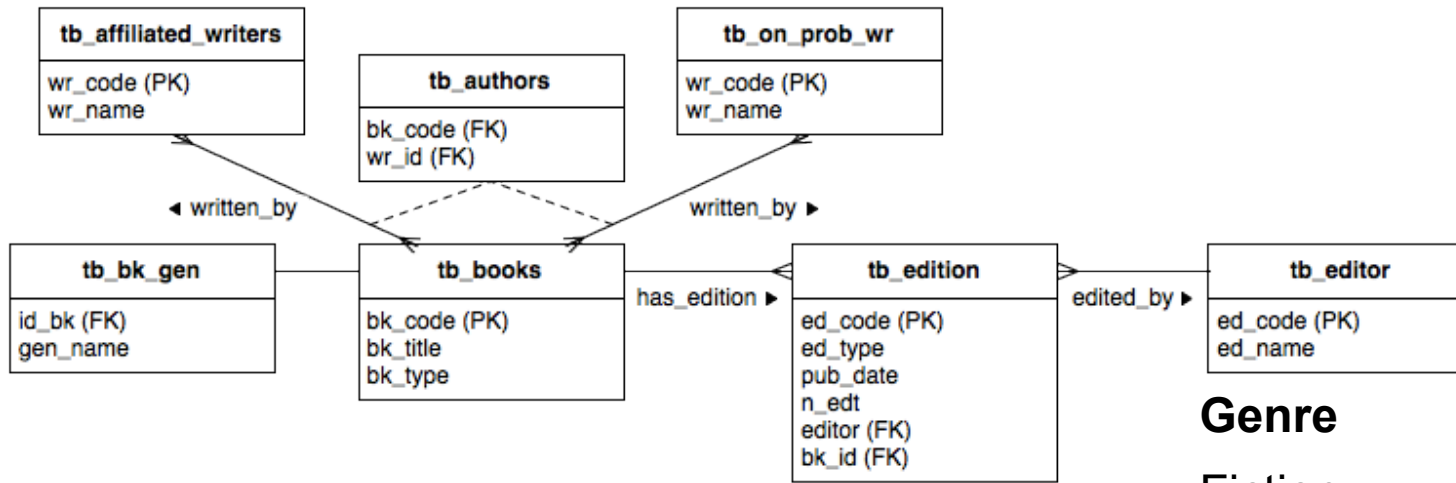 tb_affiliated_writers
wr_code (PK)
wr_name
tb_authors
bk_code (FK)
wr_id (FK)
tb_on_prob_wr
wr_code (PK)
wr_name
◂ written_by
written_by ▸
tb_bk_gen
id_bk (FK)
gen_name
tb_books
bk_code (PK)
bk_title
bk_type
has_edition ▸
tb_edition
ed_code (PK)
ed_type
pub_date
n_edt
editor (FK)
bk_id (FK)
edited_by ▸
tb_editor
ed_code (PK)
ed_name
Genre